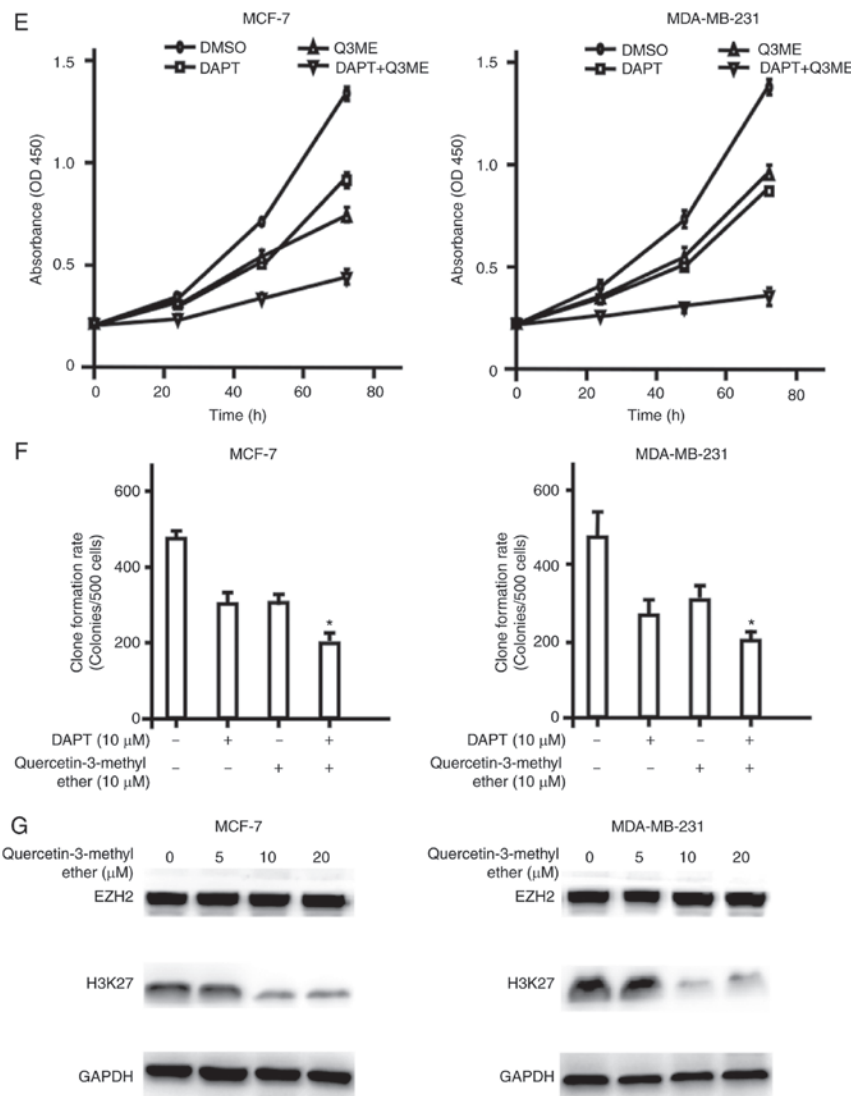 E
MCF-7
DMSO
DAPT
Q3ME
DAPT+Q3ME
1.5
1.0
0.5
0
Absorbance (OD 450)
0 20 40 60 80
Time (h)
MDA-MB-231
DMSO
DAPT
Q3ME
DAPT+Q3ME
1.5
1.0
0.5
0
Absorbance (OD 450)
0 20 40 60 80
Time (h)
F
MCF-7
600
400
200
0
Clone formation rate
(Colonies/500 cells)
*
DAPT (10 μM) – + – +
Quercetin-3-methyl
ether (10 μM) – – + +
MDA-MB-231
600
400
200
0
Clone formation rate
(Colonies/500 cells)
*
DAPT (10 μM) – + – +
Quercetin-3-methyl
ether (10 μM) – – + +
G
MCF-7
Quercetin-3-methyl
ether (μM)
0 5 10 20
EZH2
H3K27
GAPDH
MDA-MB-231
Quercetin-3-methyl
ether (μM)
0 5 10 20
EZH2
H3K27
GAPDH